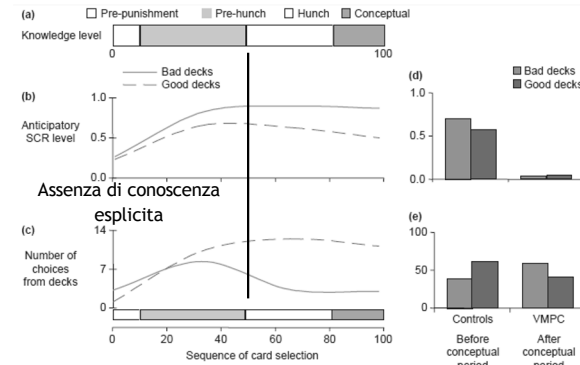 (a)
Pre-punishment Pre-hunch Hunch Conceptual
Knowledge level
0 100
Bad decks
Good decks
(b)
Anticipatory
SCR level
1.0
0.5
0.0
Assenza di conoscenza
esplicita
(c)
Number of
choices
from decks
14
7
0
0 20 40 60 80 100
Sequence of card selection
(d)
Bad decks
Good decks
1.0
0.5
0.0
(e)
100
50
0
Controls VMPC
Before After
conceptual conceptual
period period